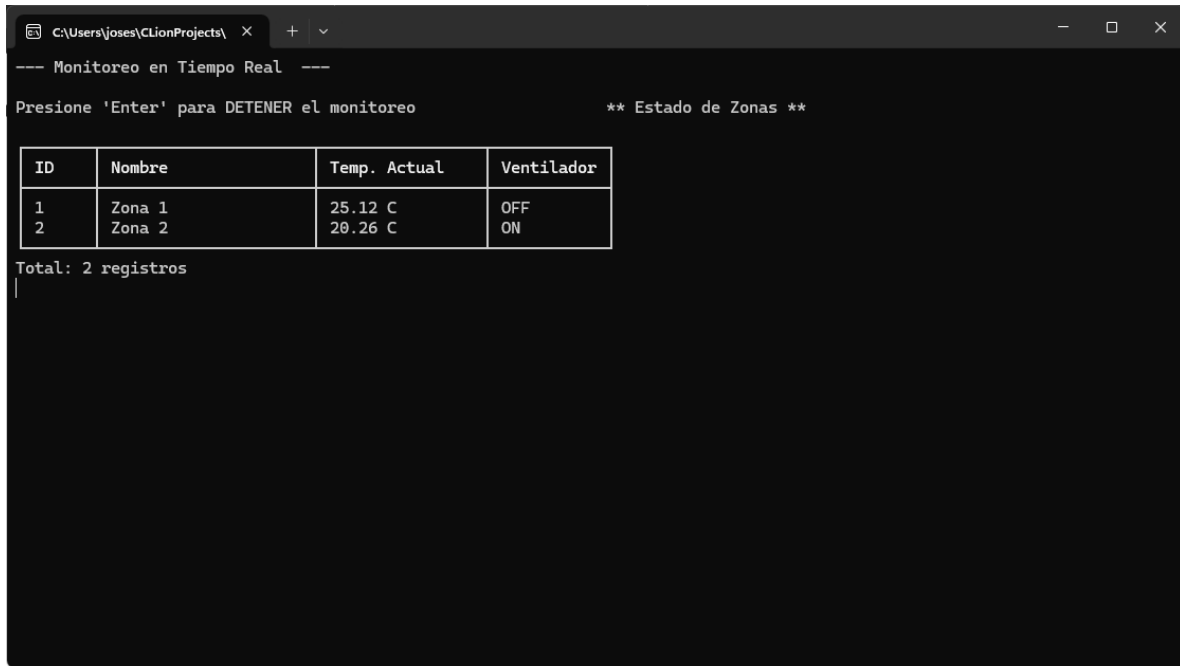 C:\Users\joses\CLionProjects\
--- Monitoreo en Tiempo Real ---
Presione 'Enter' para DETENER el monitoreo ** Estado de Zonas **
ID Nombre Temp. Actual Ventilador
1 Zona 1 25.12 C OFF
2 Zona 2 20.26 C ON
Total: 2 registros